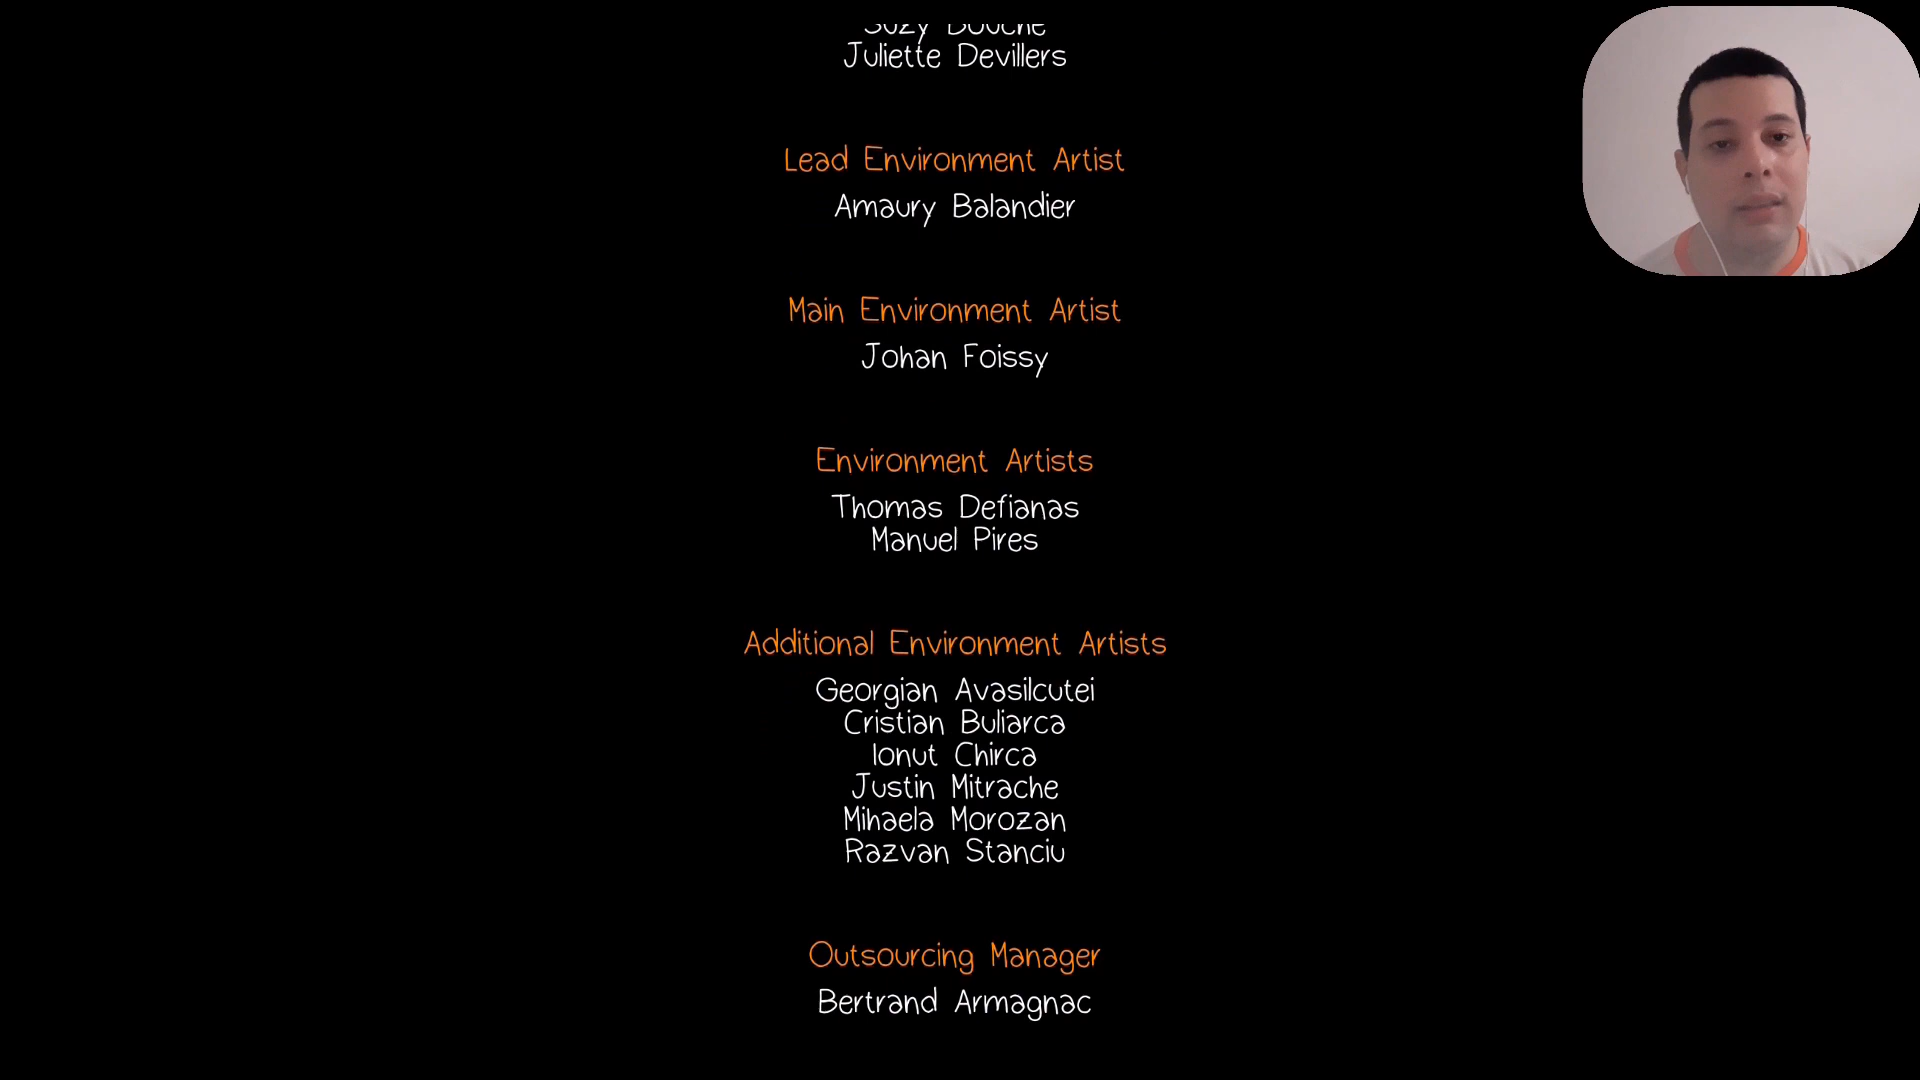 Juliette Devillers
Lead Environment Artist
Amaury Balandier
Main Environment Artist
Johan Foissy
Environment Artists
Thomas Defianas
Manuel Pires
Additional Environment Artists
Georgian Avasilcutei
Cristian Buliarca
Ionut Chirca
Justin Mitrache
Mihaela Morozan
Razvan Stanciu
Outsourcing Manager
Bertrand Armagnac